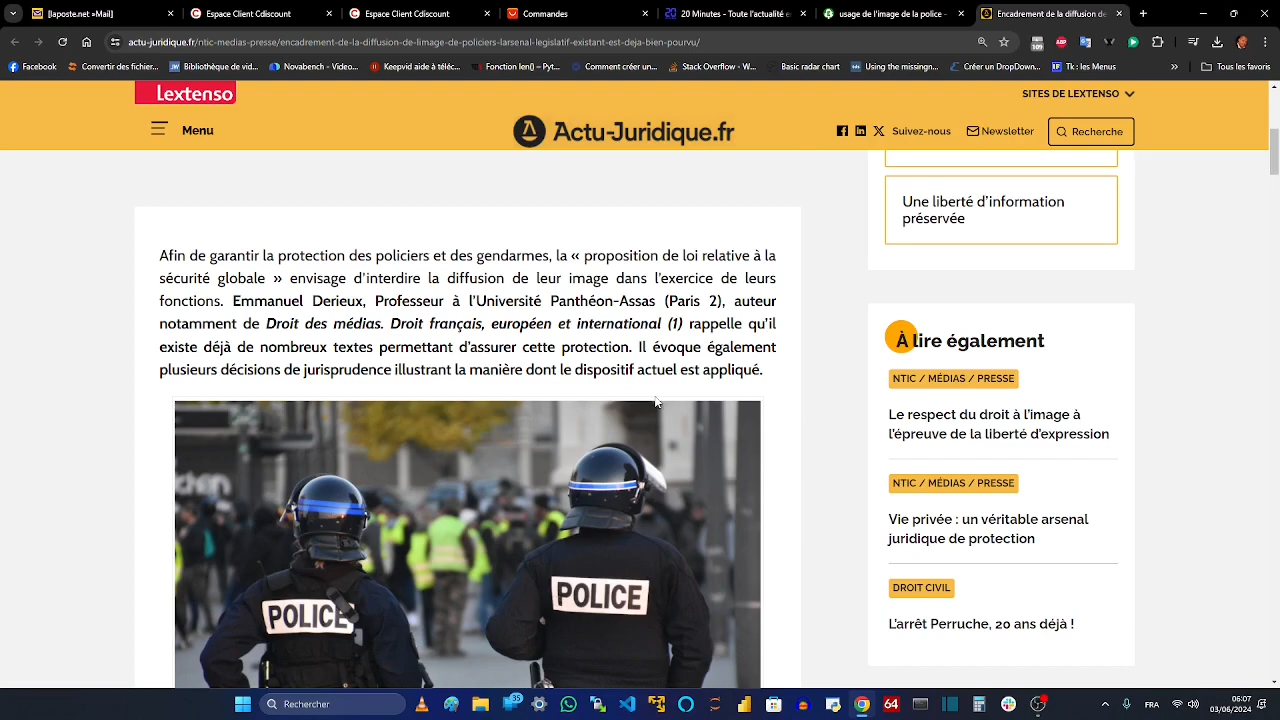 [laposte.net +Mail]
Espace Client Cdiscount
Espace Client Cdiscount
Commandes
20 Minutes - Toute l'actualité e
usage de l'image de la police -
Encadrement de la diffusion de
actu-juridique.fr/ntic-medias-presse/encadrement-de-la-diffusion-de-limage-de-policiers-larsenal-legislatif-existant-est-deja-bien-pourvu/
Facebook
Convertir des fichier...
Bibliothèque de vid...
Novabench - Video...
Keepvid aide à téléc...
Fonction len() – Pyt...
Comment créer un...
Stack Overflow - W...
Basic radar chart
Using the missingn...
Créer un DropDown...
Tk : les Menus
Tous les favoris
Lextenso
SITES DE LEXTENSO
Menu
Actu-Juridique.fr
Suivez-nous
Newsletter
Recherche
Une liberté d'information
préservée
Afin de garantir la protection des policiers et des gendarmes, la « proposition de loi relative à la
sécurité globale » envisage d'interdire la diffusion de leur image dans l'exercice de leurs
fonctions. Emmanuel Derieux, Professeur à l'Université Panthéon-Assas (Paris 2), auteur
notamment de Droit des médias. Droit français, européen et international (1) rappelle qu'il
existe déjà de nombreux textes permettant d'assurer cette protection. Il évoque également
plusieurs décisions de jurisprudence illustrant la manière dont le dispositif actuel est appliqué.
POLICE
POLICE
À lire également
NTIC / MÉDIAS / PRESSE
Le respect du droit à l'image à
l'épreuve de la liberté d'expression
NTIC / MÉDIAS / PRESSE
Vie privée : un véritable arsenal
juridique de protection
DROIT CIVIL
L'arrêt Perruche, 20 ans déjà !
Rechercher
FRA
06:07
03/06/2024